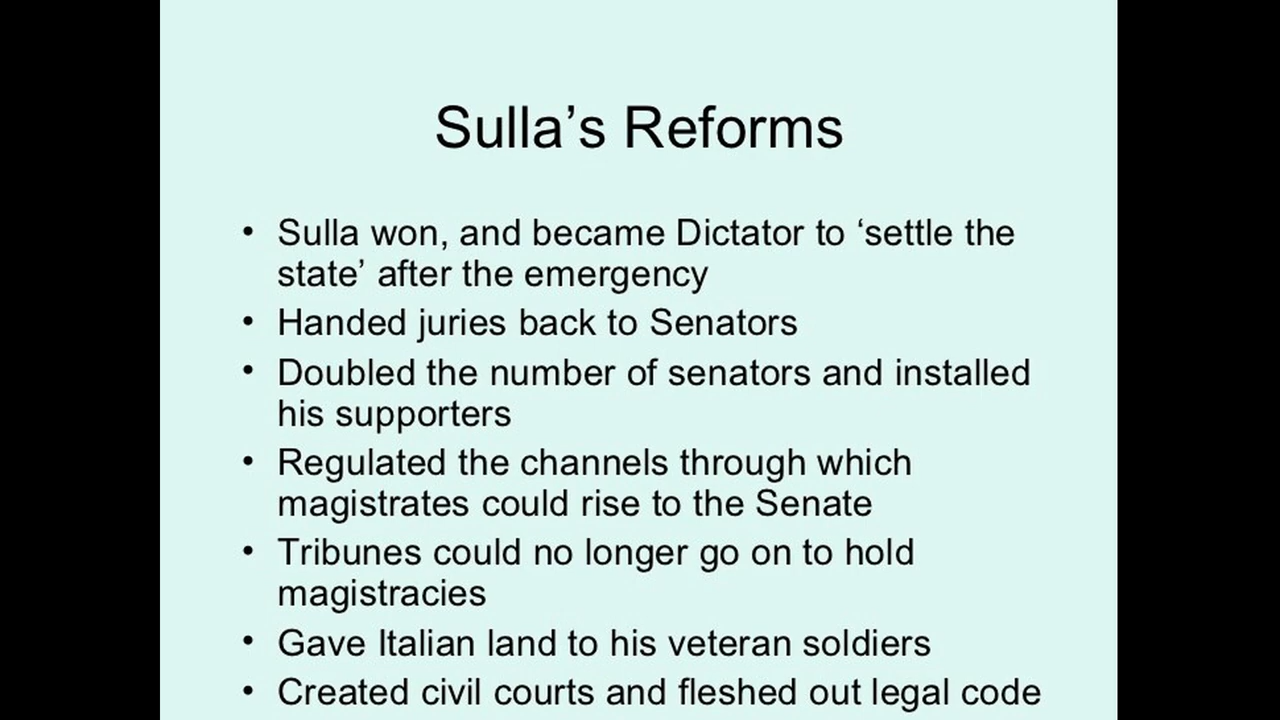 Sulla’s Reforms
• Sulla won, and became Dictator to ‘settle the
state’ after the emergency
• Handed juries back to Senators
• Doubled the number of senators and installed
his supporters
• Regulated the channels through which
magistrates could rise to the Senate
• Tribunes could no longer go on to hold
magistracies
• Gave Italian land to his veteran soldiers
• Created civil courts and fleshed out legal code